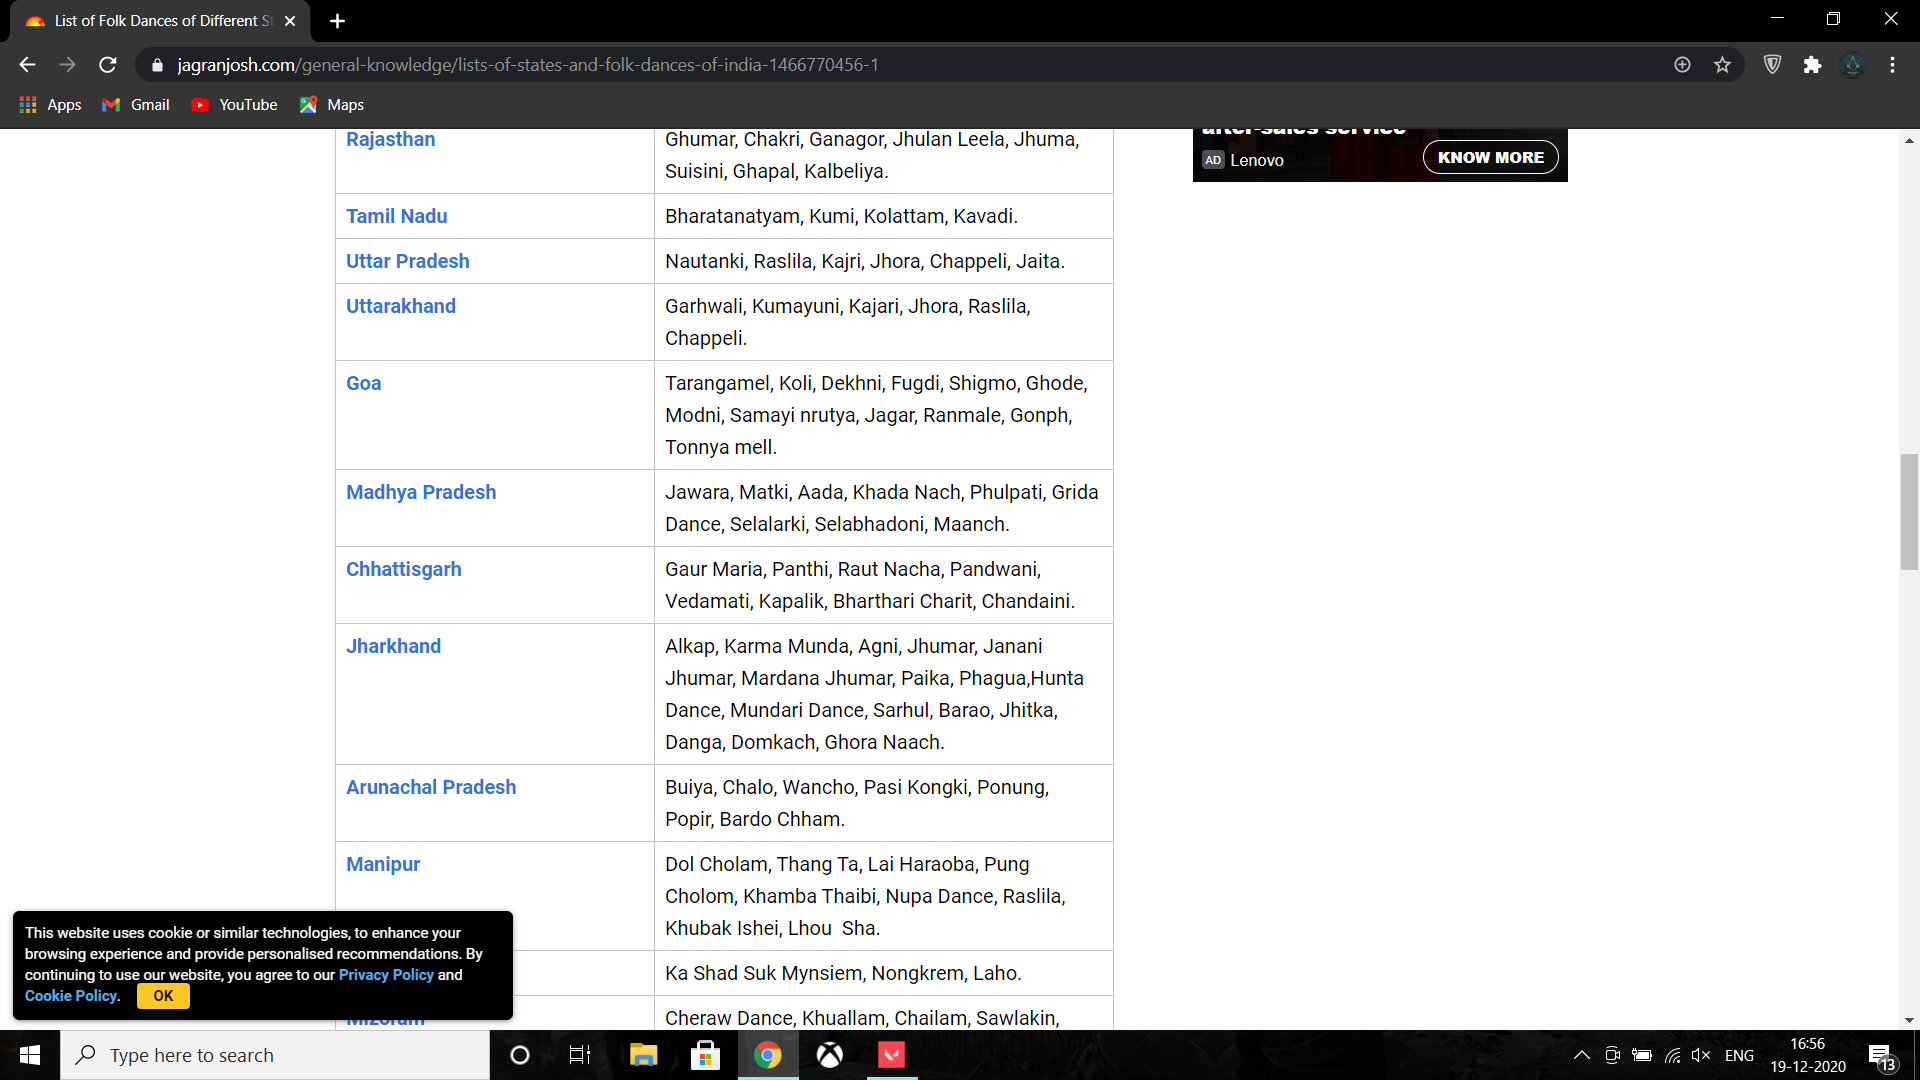 List of Folk Dances of Different S
jagranjosh.com/general-knowledge/lists-of-states-and-folk-dances-of-india-1466770456-1
Apps Gmail YouTube Maps
Rajasthan
Ghumar, Chakri, Ganagor, Jhulan Leela, Jhuma,
Suisini, Ghapal, Kalbeliya.
Tamil Nadu
Bharatanatyam, Kumi, Kolattam, Kavadi.
Uttar Pradesh
Nautanki, Raslila, Kajri, Jhora, Chappeli, Jaita.
Uttarakhand
Garhwali, Kumayuni, Kajari, Jhora, Raslila,
Chappeli.
Goa
Tarangamel, Koli, Dekhni, Fugdi, Shigmo, Ghode,
Modni, Samayi nrutya, Jagar, Ranmale, Gonph,
Tonnya mell.
Madhya Pradesh
Jawara, Matki, Aada, Khada Nach, Phulpati, Grida
Dance, Selalarki, Selabhadoni, Maanch.
Chhattisgarh
Gaur Maria, Panthi, Raut Nacha, Pandwani,
Vedamati, Kapalik, Bharthari Charit, Chandaini.
Jharkhand
Alkap, Karma Munda, Agni, Jhumar, Janani
Jhumar, Mardana Jhumar, Paika, Phagua,Hunta
Dance, Mundari Dance, Sarhul, Barao, Jhitka,
Danga, Domkach, Ghora Naach.
Arunachal Pradesh
Buiya, Chalo, Wancho, Pasi Kongki, Ponung,
Popir, Bardo Chham.
Manipur
Dol Cholam, Thang Ta, Lai Haraoba, Pung
Cholom, Khamba Thaibi, Nupa Dance, Raslila,
Khubak Ishei, Lhou Sha.
Ka Shad Suk Mynsiem, Nongkrem, Laho.
Mizoram
Cheraw Dance, Khuallam, Chailam, Sawlakin,
after-sales service
AD Lenovo
KNOW MORE
This website uses cookie or similar technologies, to enhance your
browsing experience and provide personalised recommendations. By
continuing to use our website, you agree to our Privacy Policy and
Cookie Policy. OK
Type here to search
ENG
16:56
19-12-2020
13